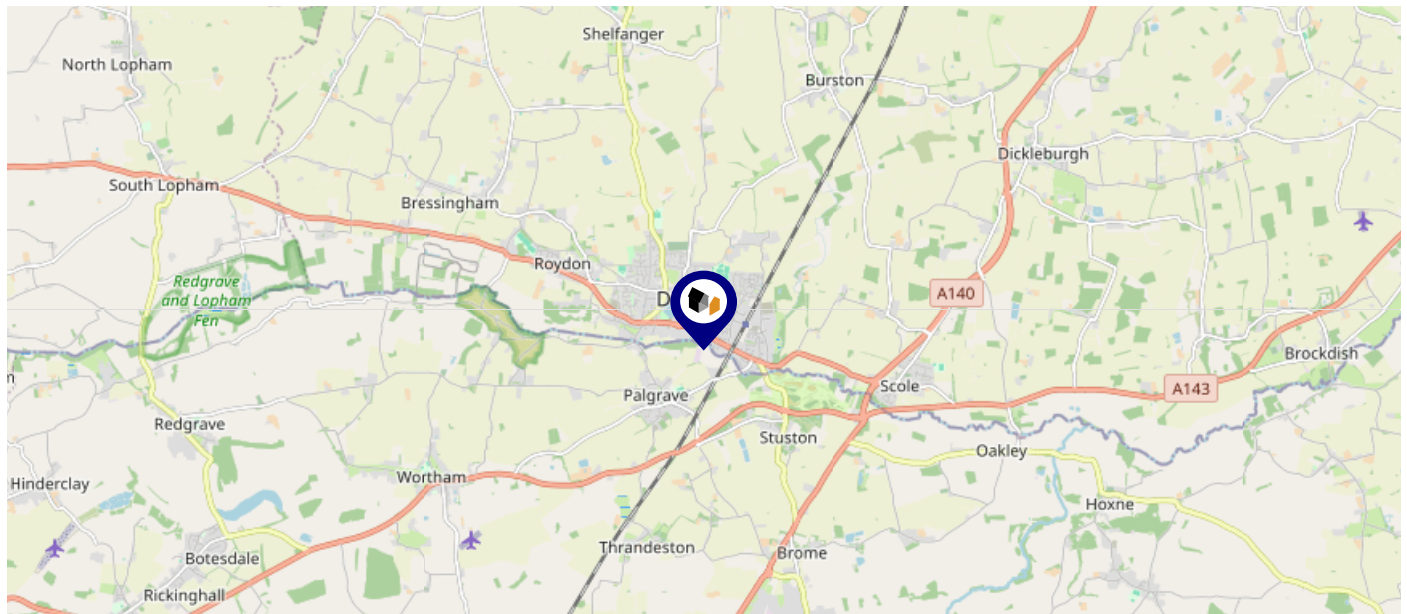 Shelfanger
North Lopham
Burston
Dickleburgh
South Lopham
Bressingham
Roydon
Redgrave
and Lopham
Fen
A140
D
Brockdish
Scole
A143
Palgrave
Redgrave
Stuston
Oakley
Wortham
Hinderclay
Hoxne
Thrandeston
Brome
Botesdale
Rickinghall